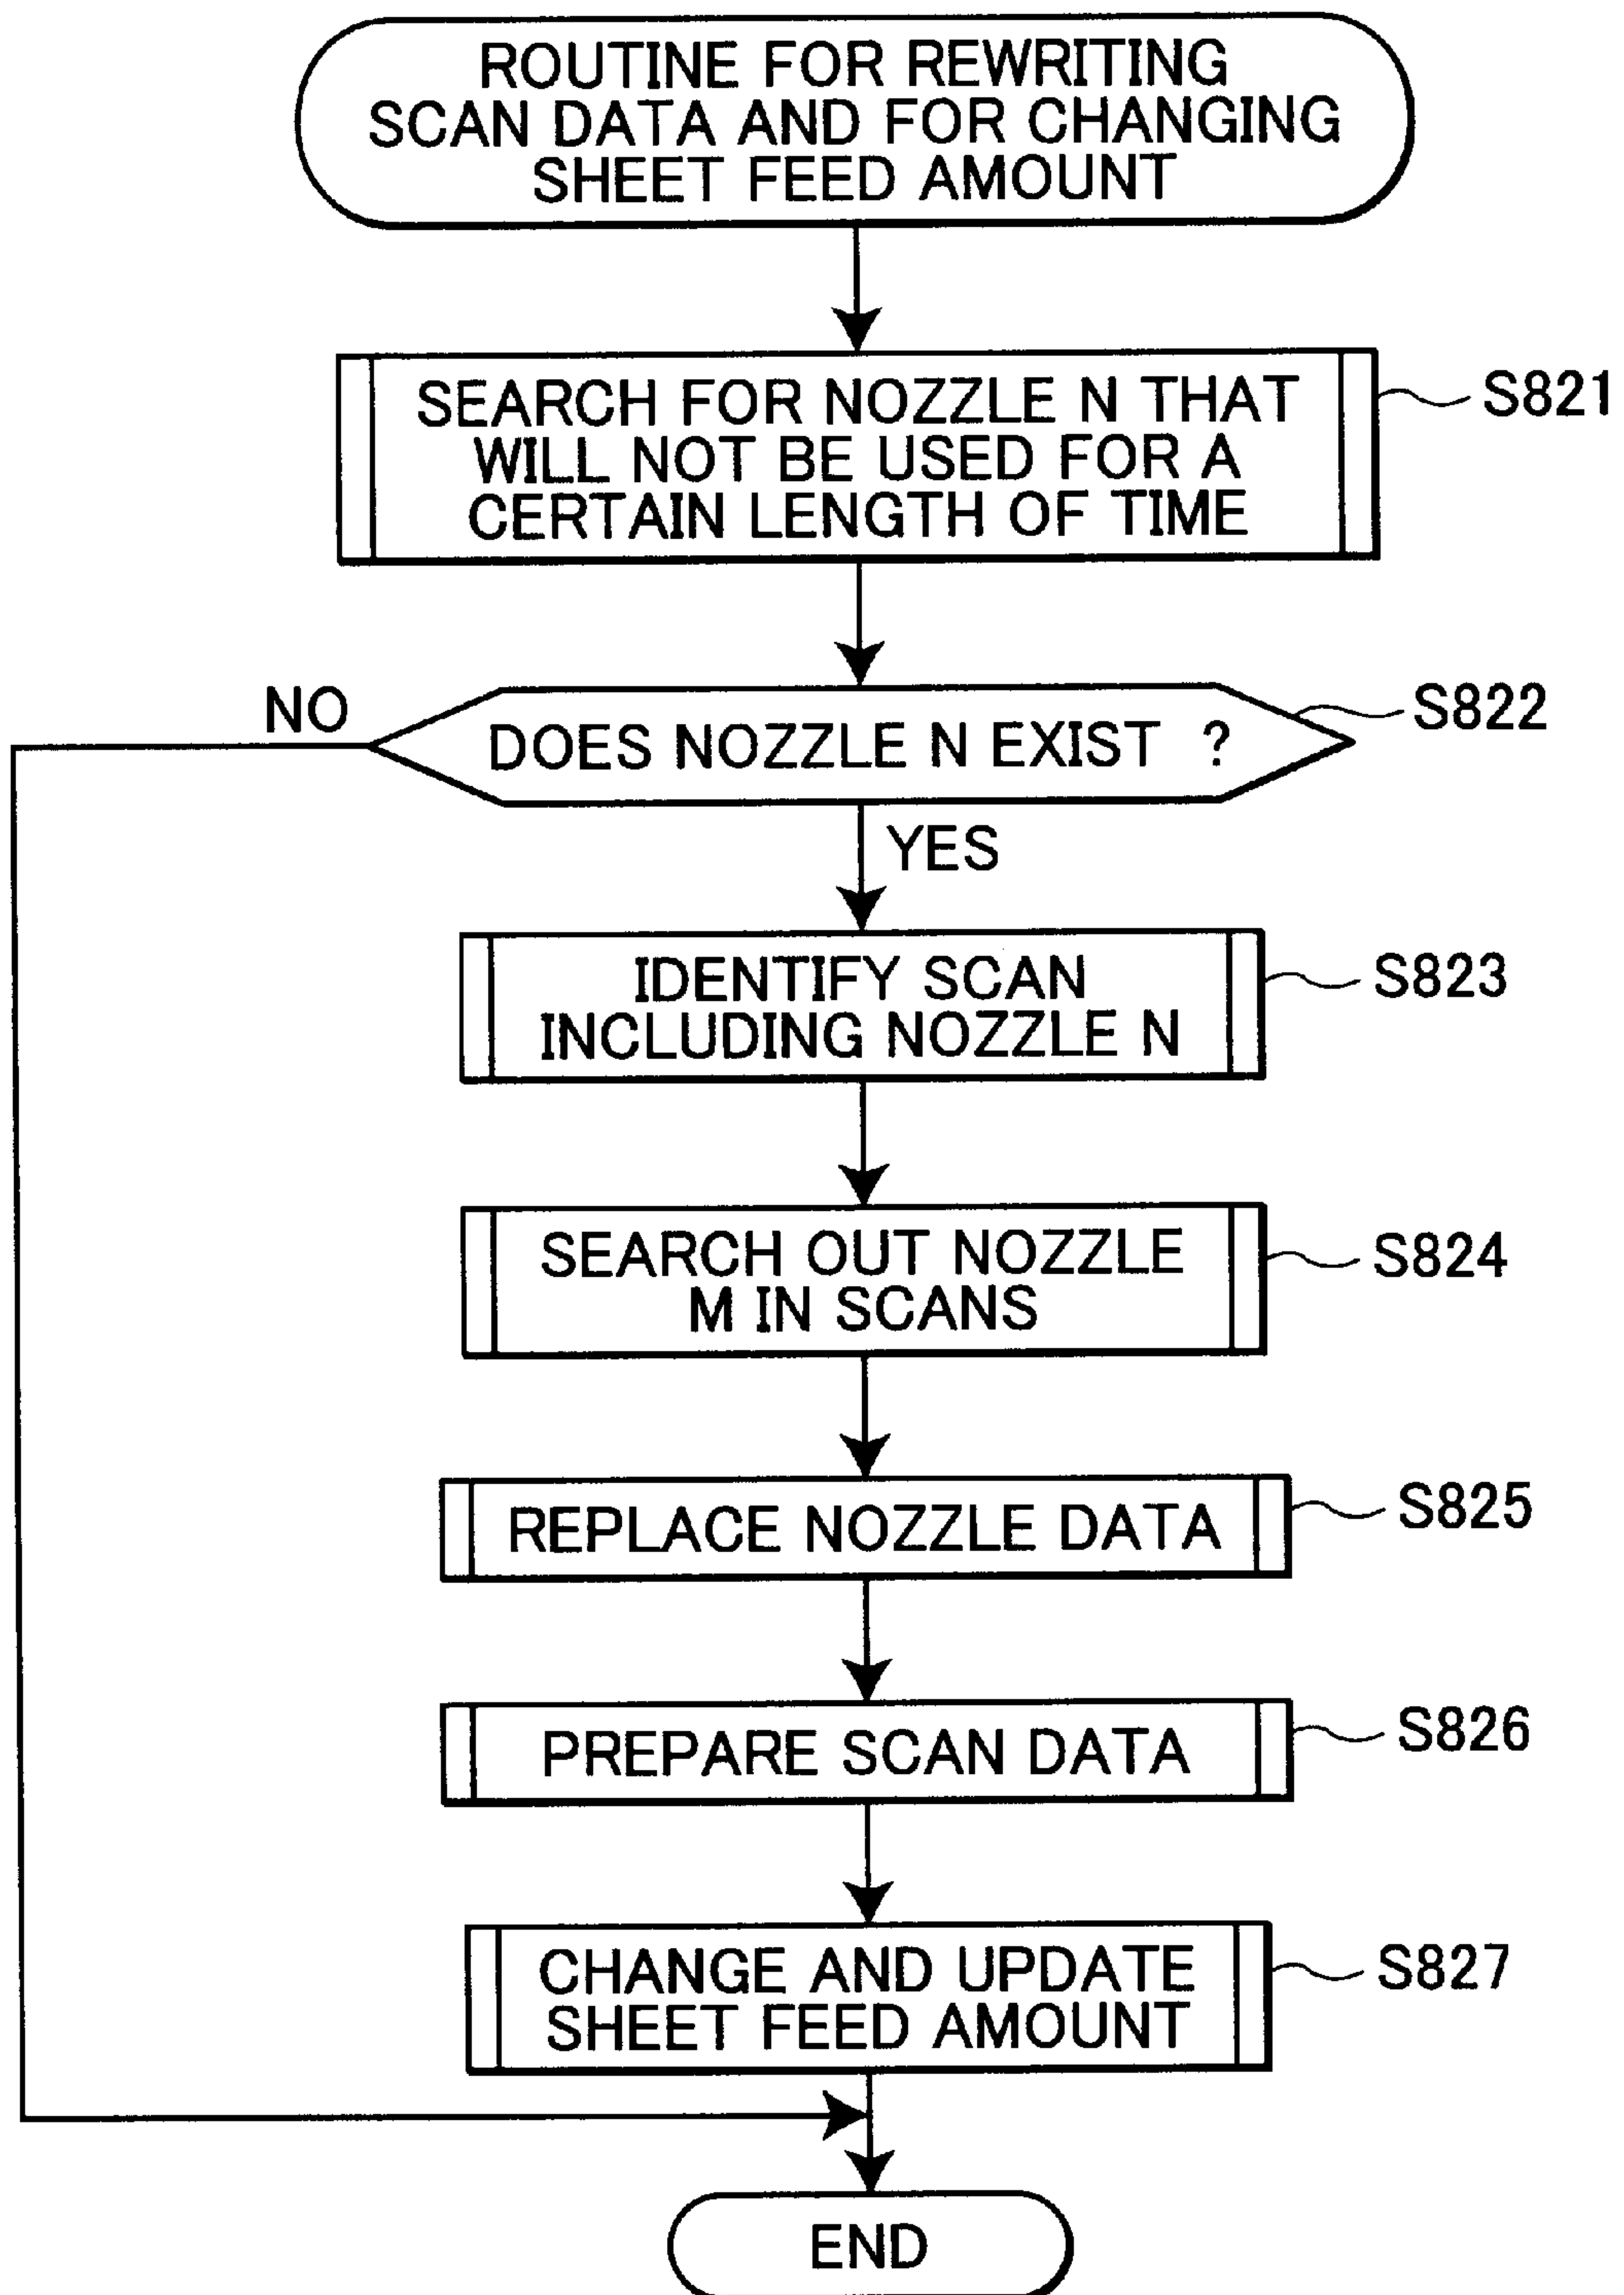 ROUTINE FOR REWRITING
SCAN DATA AND FOR CHANGING
SHEET FEED AMOUNT
SEARCH FOR NOZZLE N THAT
WILL NOT BE USED FOR A
CERTAIN LENGTH OF TIME
S821
NO
DOES NOZZLE N EXIST ?
S822
YES
IDENTIFY SCAN
INCLUDING NOZZLE N
S823
SEARCH OUT NOZZLE
M IN SCANS
S824
REPLACE NOZZLE DATA
S825
PREPARE SCAN DATA
S826
CHANGE AND UPDATE
SHEET FEED AMOUNT
S827
END